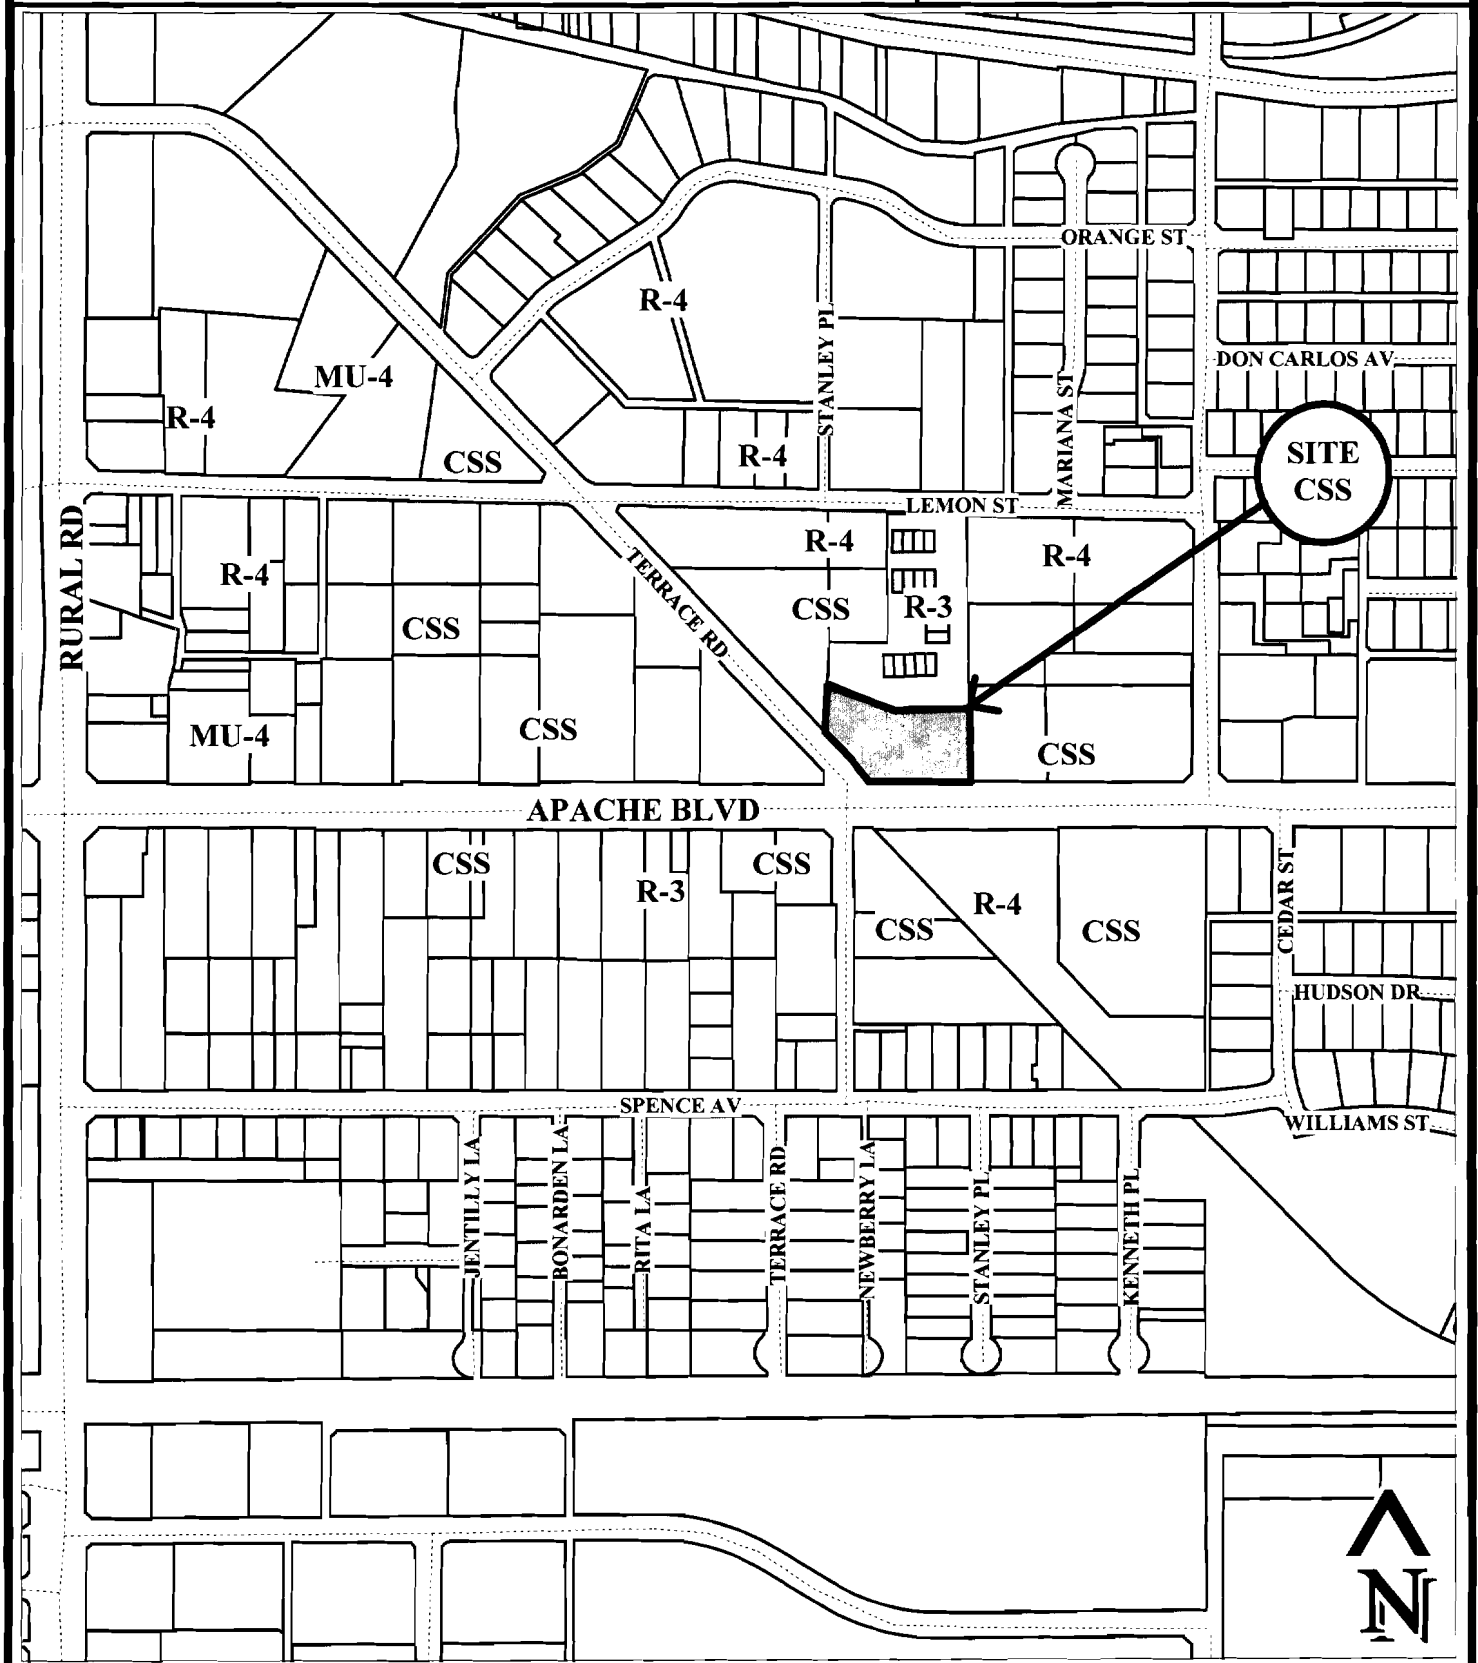 ORANGE ST
R-4
STANLEY PL
DON CARLOS AV
MU-4
MARIANA ST
R-4
SITE
CSS
R-4
CSS
LEMON ST
RURAL RD
R-4
R-4
R-4
TERRACE RD
CSS
R-3
CSS
MU-4
CSS
CSS
APACHE BLVD
CSS
CSS
R-3
R-4
CSS
CSS
CEDAR ST
HUDSON DR
SPENCE AV
WILLIAMS ST
JENTILLY LA
BONARDEN LA
RITA LA
TERRACE RD
NEWBERRY LA
STANLEY PL
KENNETH PL
N